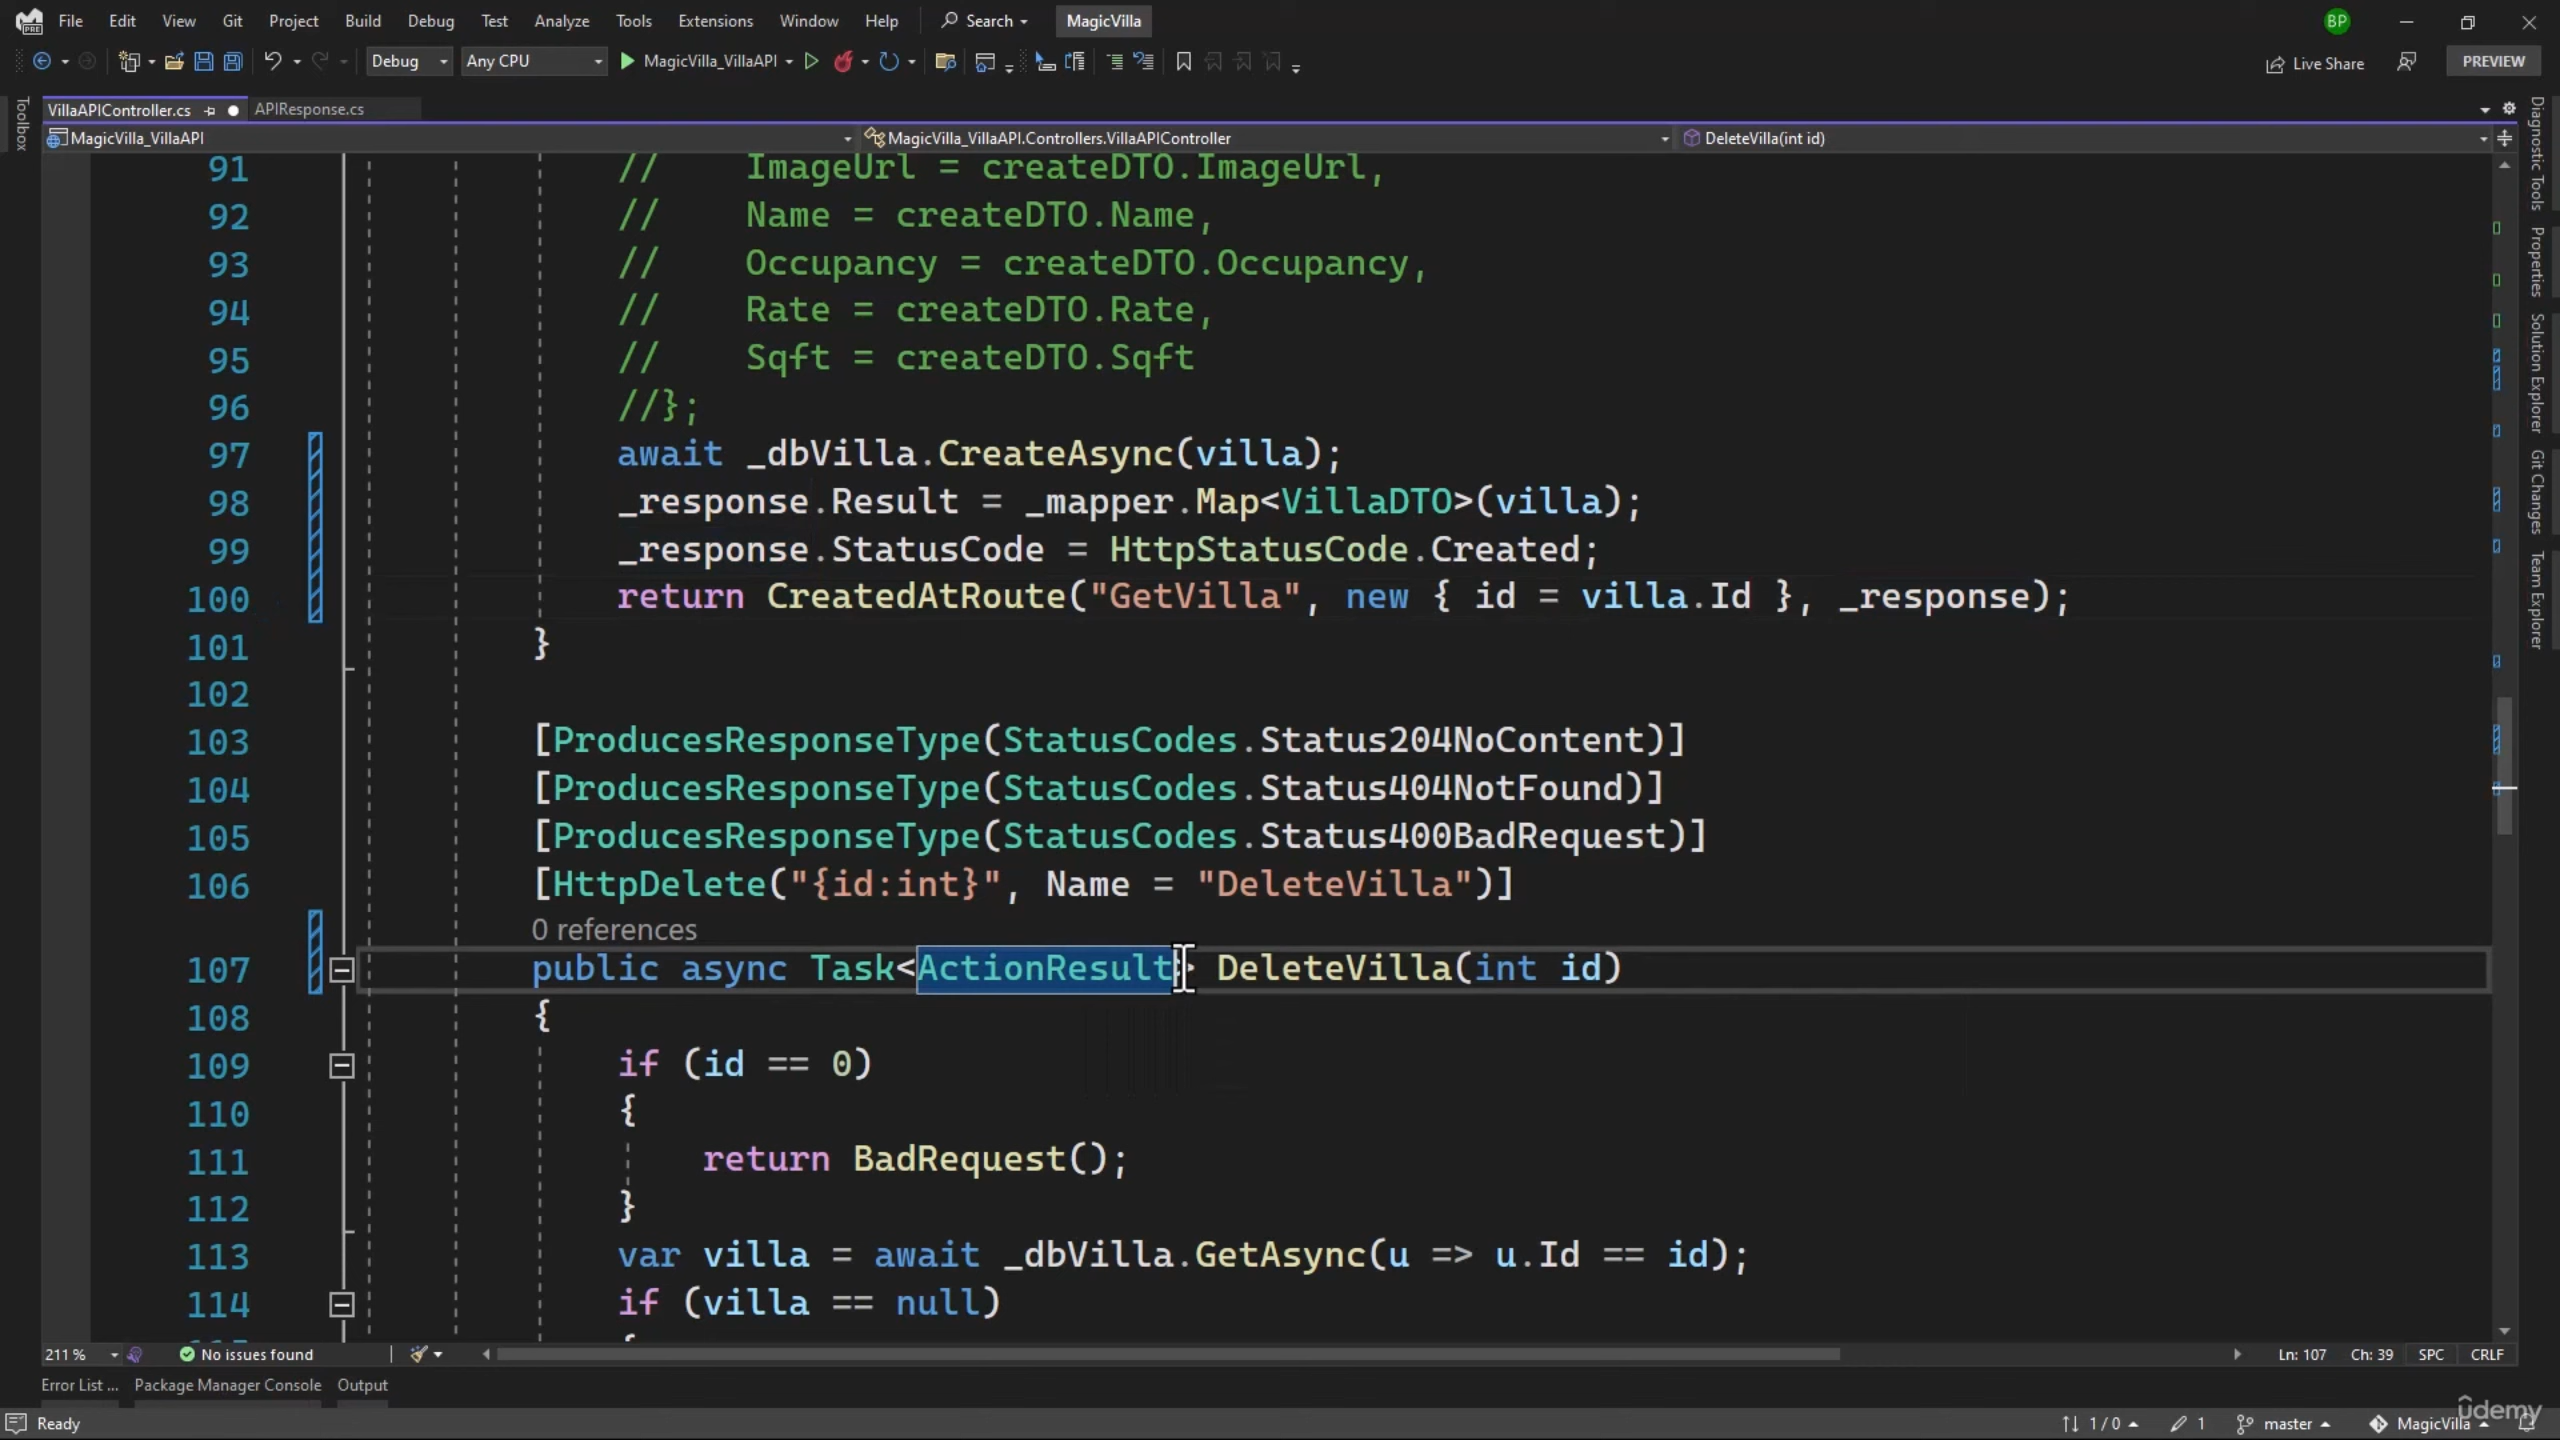 File Edit View Git Project Build Debug Test Analyze Tools Extensions Window Help Search MagicVilla BP
Debug Any CPU MagicVilla_VillaAPI Live Share PREVIEW
VillaAPIController.cs APIResponse.cs
MagicVilla_VillaAPI MagicVilla_VillaAPI.Controllers.VillaAPIController DeleteVilla(int id)
Toolbox
91 // ImageUrl = createDTO.ImageUrl,
92 // Name = createDTO.Name,
93 // Occupancy = createDTO.Occupancy,
94 // Rate = createDTO.Rate,
95 // Sqft = createDTO.Sqft
96 //};
97 await _dbVilla.CreateAsync(villa);
98 _response.Result = _mapper.Map<VillaDTO>(villa);
99 _response.StatusCode = HttpStatusCode.Created;
100 return CreatedAtRoute("GetVilla", new { id = villa.Id }, _response);
101 }
102
103 [ProducesResponseType(StatusCodes.Status204NoContent)]
104 [ProducesResponseType(StatusCodes.Status404NotFound)]
105 [ProducesResponseType(StatusCodes.Status400BadRequest)]
106 [HttpDelete("{id:int}", Name = "DeleteVilla")]
0 references
107 public async Task<ActionResult> DeleteVilla(int id)
108 {
109 if (id == 0)
110 {
111 return BadRequest();
112 }
113 var villa = await _dbVilla.GetAsync(u => u.Id == id);
114 if (villa == null)
Diagnostic Tools
Properties
Solution Explorer
Git Changes
Team Explorer
211 % No issues found Ln: 107 Ch: 39 SPC CRLF
Error List ... Package Manager Console Output
Ready 1 / 0 1 master MagicVilla
udemy